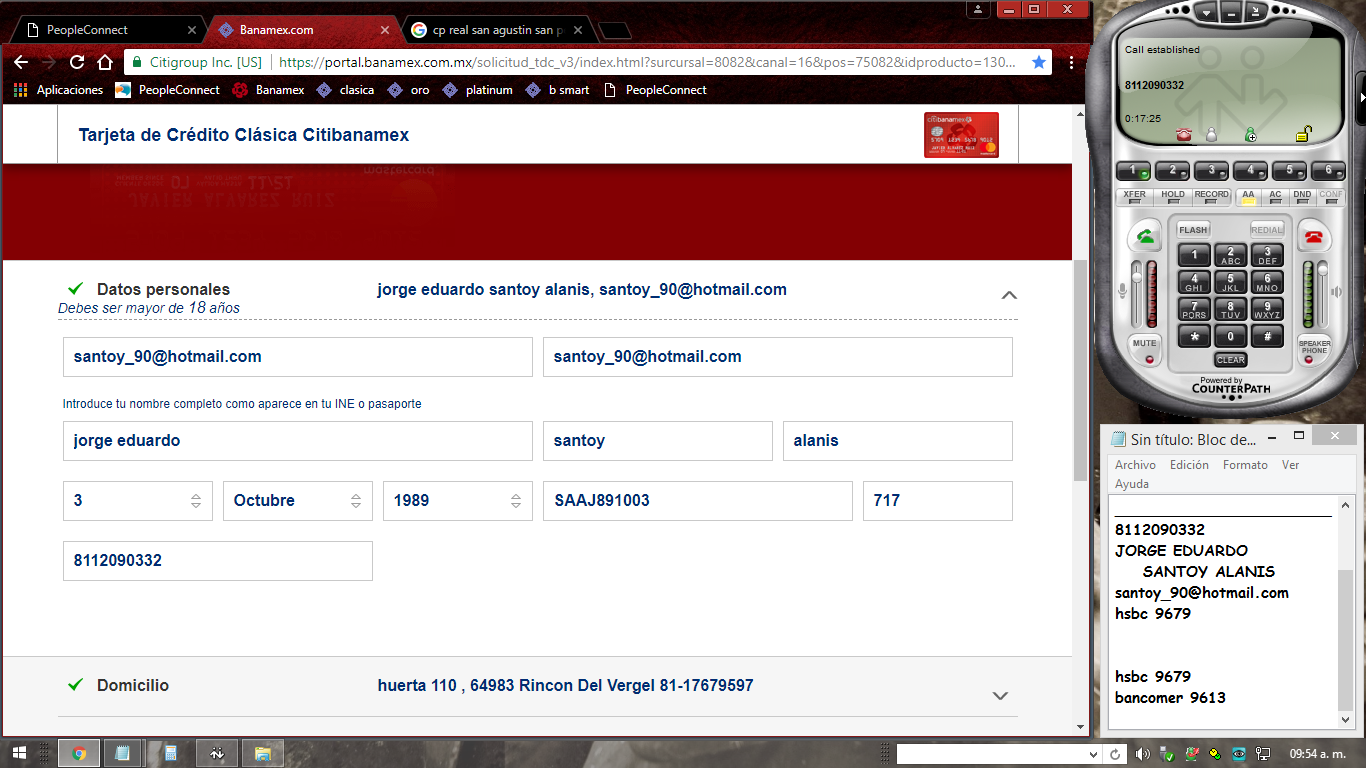 PeopleConnect
Banamex.com
cp real san agustin san p
Citigroup Inc. [US]
https://portal.banamex.com.mx/solicitud_tdc_v3/index.html?surcursal=8082&canal=16&pos=75082&idproducto=130...
Aplicaciones
PeopleConnect
Banamex
clasica
oro
platinum
b smart
PeopleConnect
Tarjeta de Crédito Clásica Citibanamex
citibanamex
Datos personales
jorge eduardo santoy alanis, santoy_90@hotmail.com
Debes ser mayor de 18 años
santoy_90@hotmail.com
santoy_90@hotmail.com
Introduce tu nombre completo como aparece en tu INE o pasaporte
jorge eduardo
santoy
alanis
3
Octubre
1989
SAAJ891003
717
8112090332
Domicilio
huerta 110 , 64983 Rincon Del Vergel 81-17679597
Call established
8112090332
0:17:25
1 2 3 4 5 6
XFER HOLD RECORD AA AC DND CONF
FLASH
REDIAL
1
2 ABC
3 DEF
4 GHI
5 JKL
6 MNO
7 PQRS
8 TUV
9 WXYZ
* 0 #
MUTE
SPEAKER PHONE
CLEAR
Powered by
COUNTERPATH
Sin título: Bloc de...
Archivo Edición Formato Ver
Ayuda
8112090332
JORGE EDUARDO
SANTOY ALANIS
santoy_90@hotmail.com
hsbc 9679
hsbc 9679
bancomer 9613
09:54 a. m.